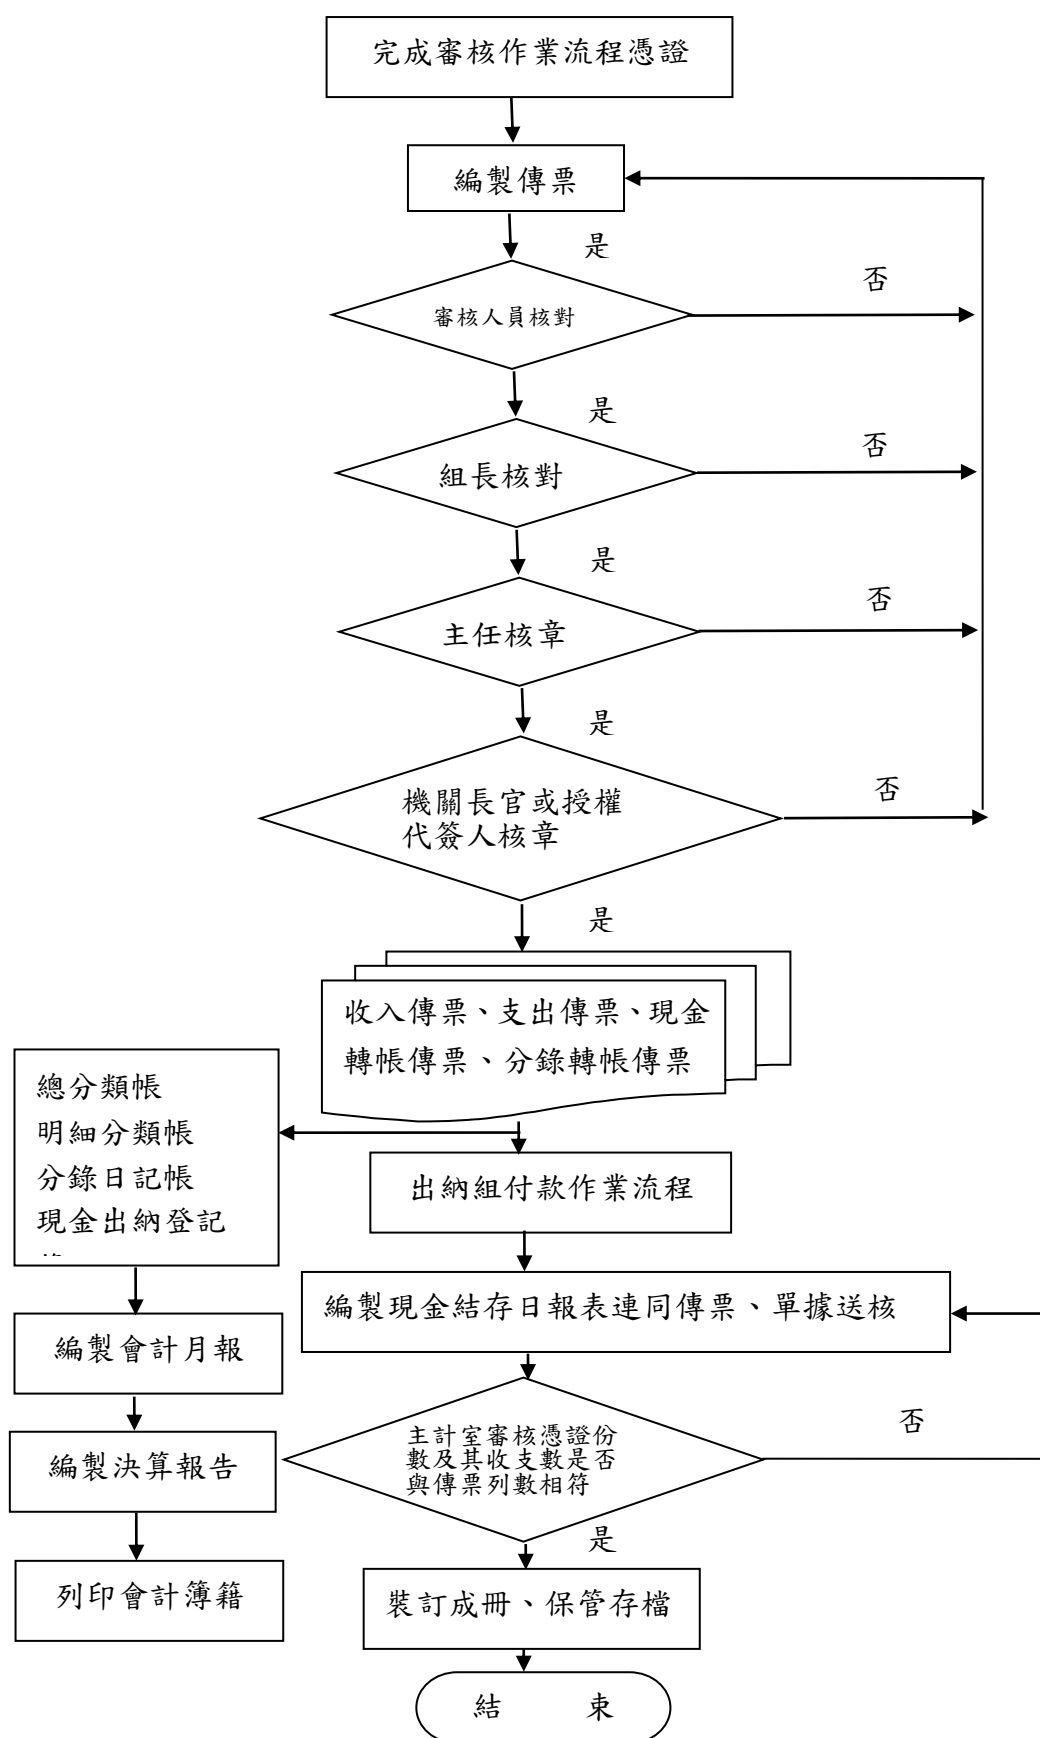 完成審核作業流程憑證
編製傳票
是
否
審核人員核對
是
否
組長核對
是
否
主任核章
是
否
機關長官或授權
代簽人核章
是
收入傳票、支出傳票、現金
轉帳傳票、分錄轉帳傳票
總分類帳
明細分類帳
分錄日記帳
現金出納登記
出納組付款作業流程
編製現金結存日報表連同傳票、單據送核
編製會計月報
主計室審核憑證份
數及其收支數是否
與傳票列數相符
否
編製決算報告
是
列印會計簿籍
裝訂成冊、保管存檔
結 束